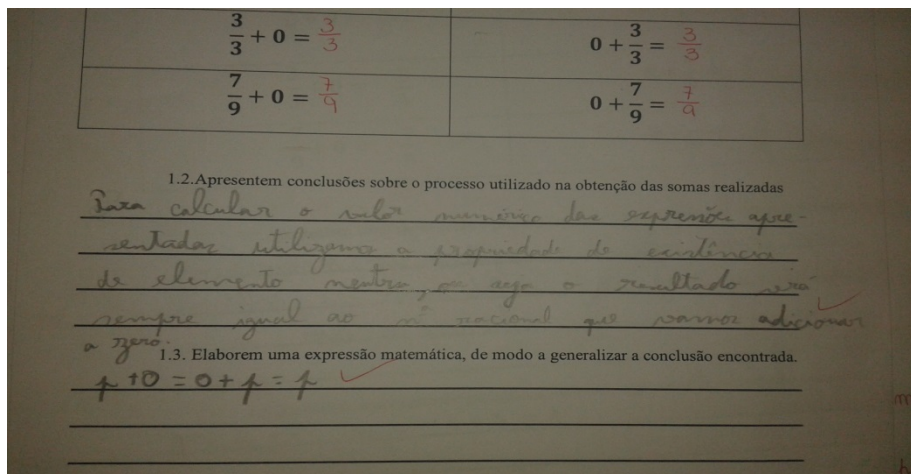 3/3 + 0 = 3/3
0 + 3/3 = 3/3
7/9 + 0 = 7/9
0 + 7/9 = 7/9
1.2.Apresentem conclusões sobre o processo utilizado na obtenção das somas realizadas
Para calcular o valor numérico das expressões apre-
sentadas utilizamos a propriedade de existência
de elemento neutro, ou seja o resultado será
sempre igual ao nº racional que vamos adicionar
a zero.
1.3. Elaborem uma expressão matemática, de modo a generalizar a conclusão encontrada.
p + 0 = 0 + p = p